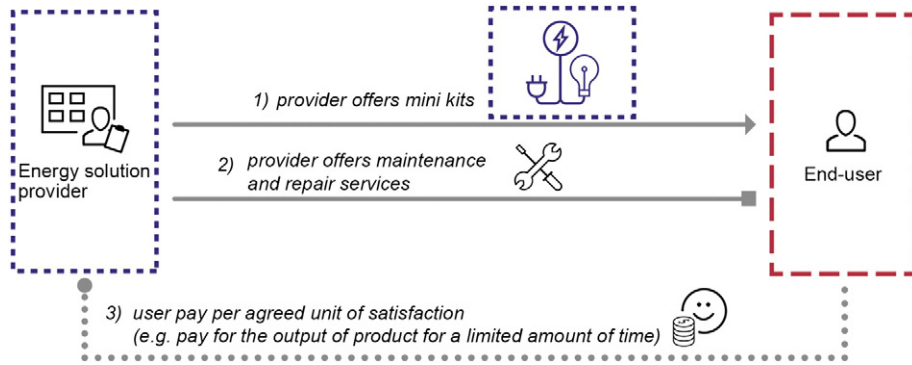 1) provider offers mini kits
Energy solution
provider
2) provider offers maintenance
and repair services
End-user
3) user pay per agreed unit of satisfaction
(e.g. pay for the output of product for a limited amount of time)